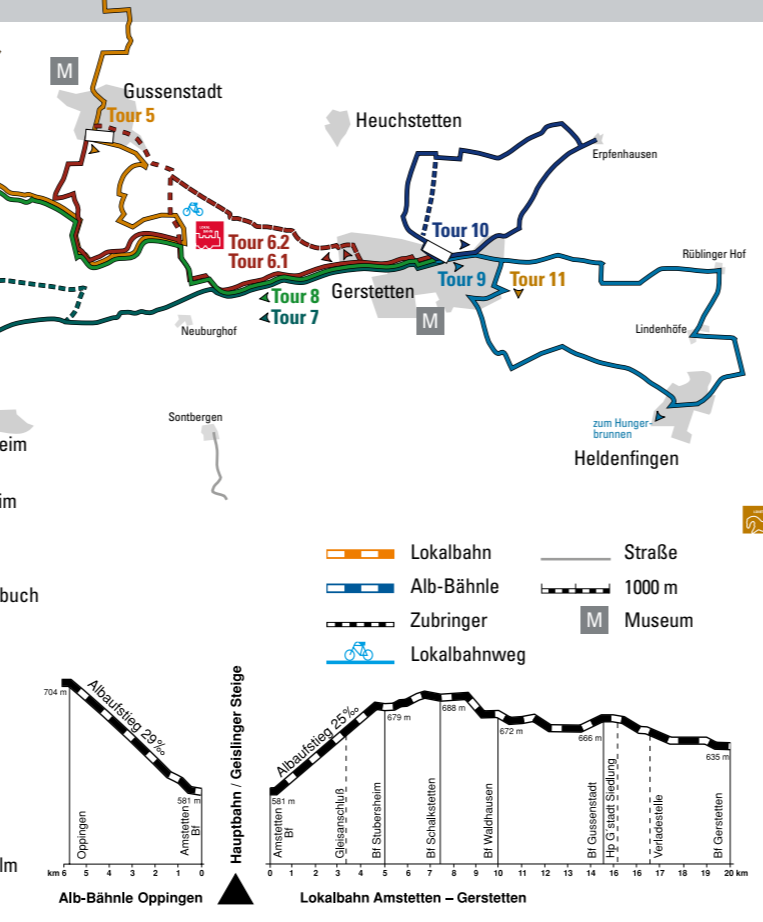 M
Gussenstadt
Tour 5
Heuchstetten
Erpfenhausen
Tour 10
Tour 6.2
Tour 6.1
Rüblinger Hof
Gerstetten
Tour 9
Tour 11
Tour 8
Tour 7
M
Neuburghof
Lindenhöfe
Sontbergen
zum Hunger-
brunnen
eim
Heldenfingen
im
Lokalbahn
Straße
Alb-Bähnle
1000 m
buch
Zubringer
M
Museum
Lokalbahnweg
704 m
Albaufstieg 29‰
581 m
Oppingen
Amstetten
Bf
km 6 5 4 3 2 1 0
Alb-Bähnle Oppingen
Hauptbahn / Geislinger Steige
Albaufstieg 25‰
581 m
679 m
688 m
672 m
666 m
635 m
Amstetten
Bf
Gleisanschluß
Bf Stubersheim
Bf Schalkstetten
Bf Waldhausen
Bf Gussenstadt
Hp G´stadt Siedlung
Verladestelle
Bf Gerstetten
0 1 2 3 4 5 6 7 8 9 10 11 12 13 14 15 16 17 18 19 20 km
Lokalbahn Amstetten – Gerstetten
lm